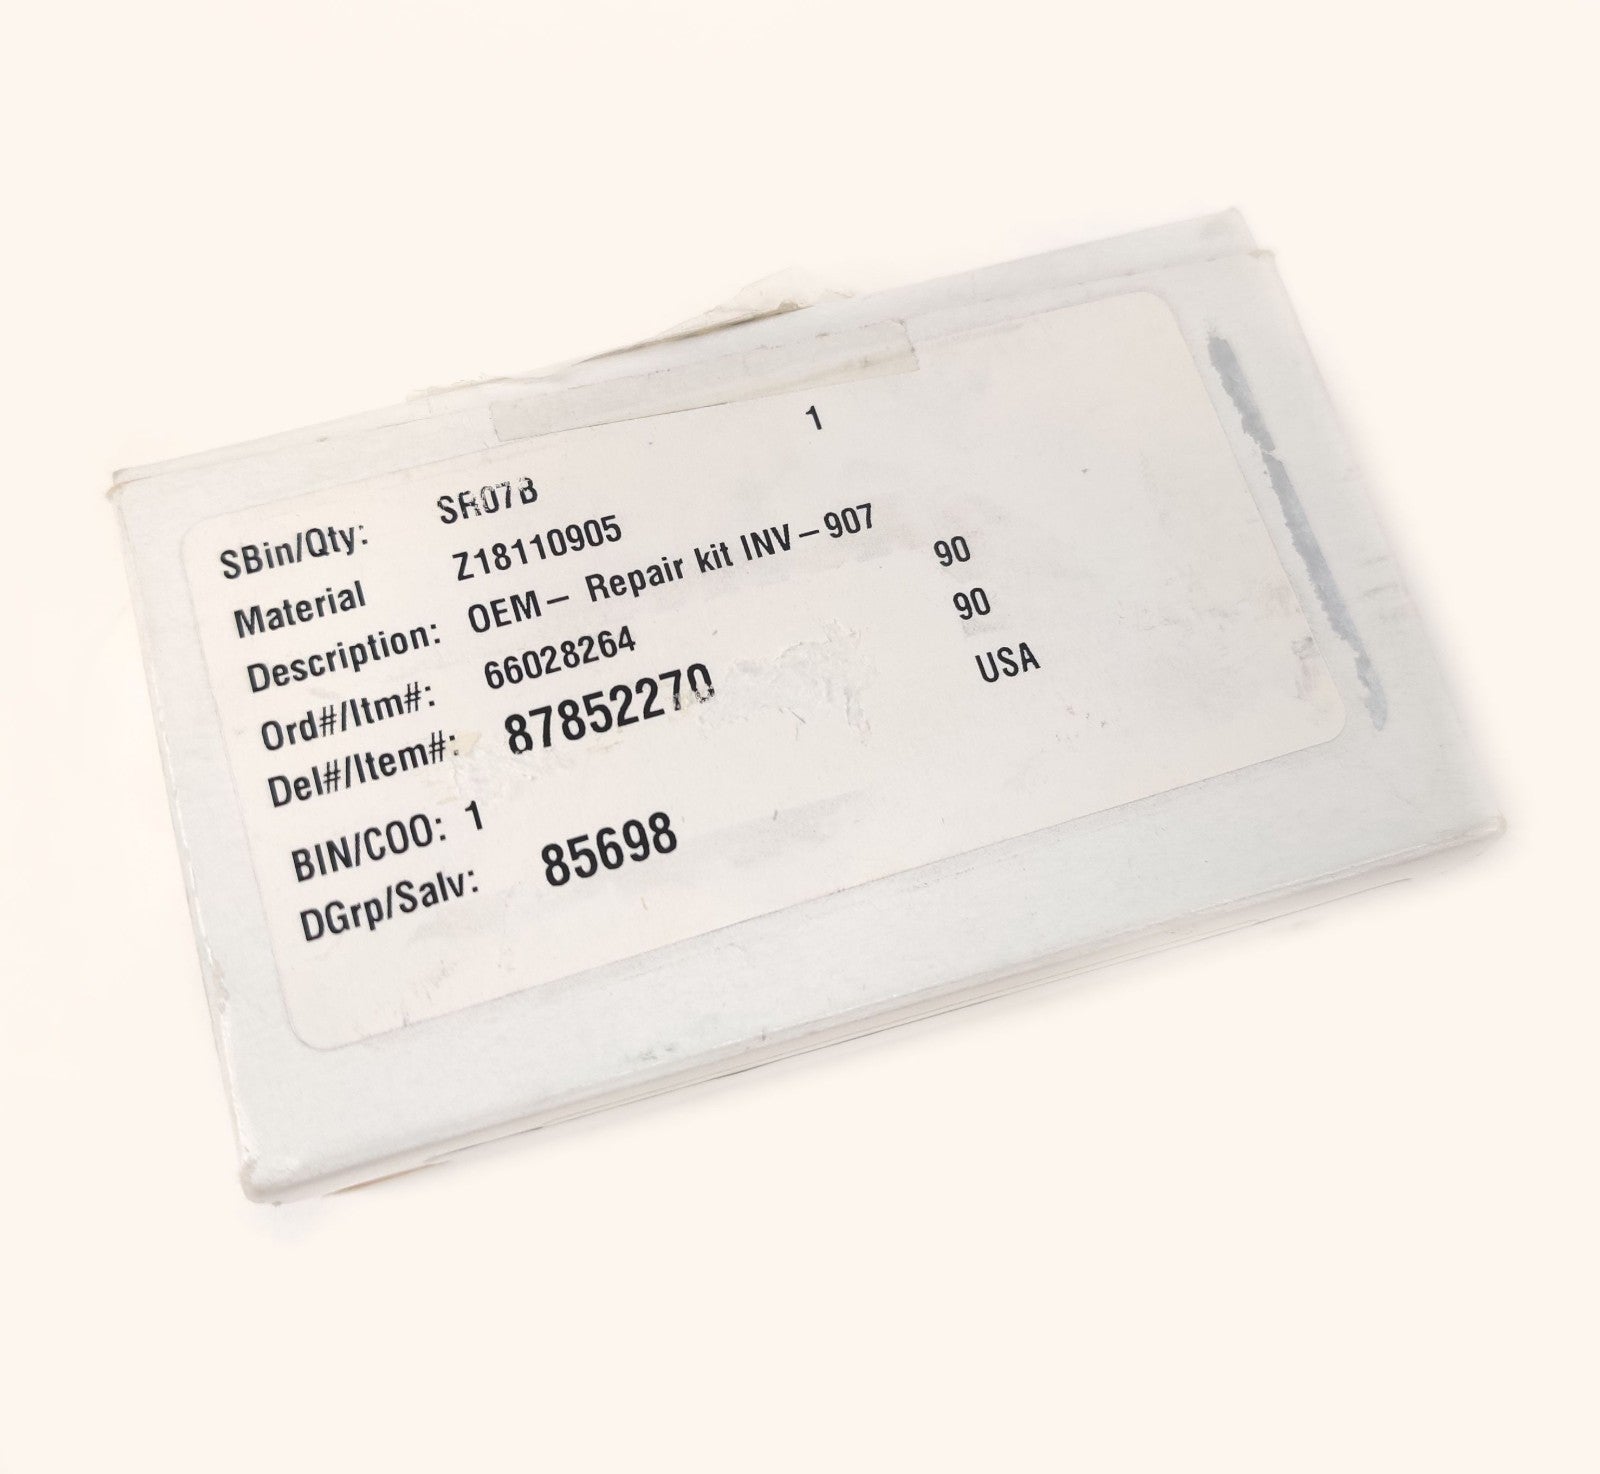 SBin/Qty: SR07B 1
Material Z18110905
Description: OEM– Repair kit INV–907
Ord#/Itm#: 66028264 90
Del#/Item#: 87852270 90
BIN/COO: 1 USA
DGrp/Salv: 85698